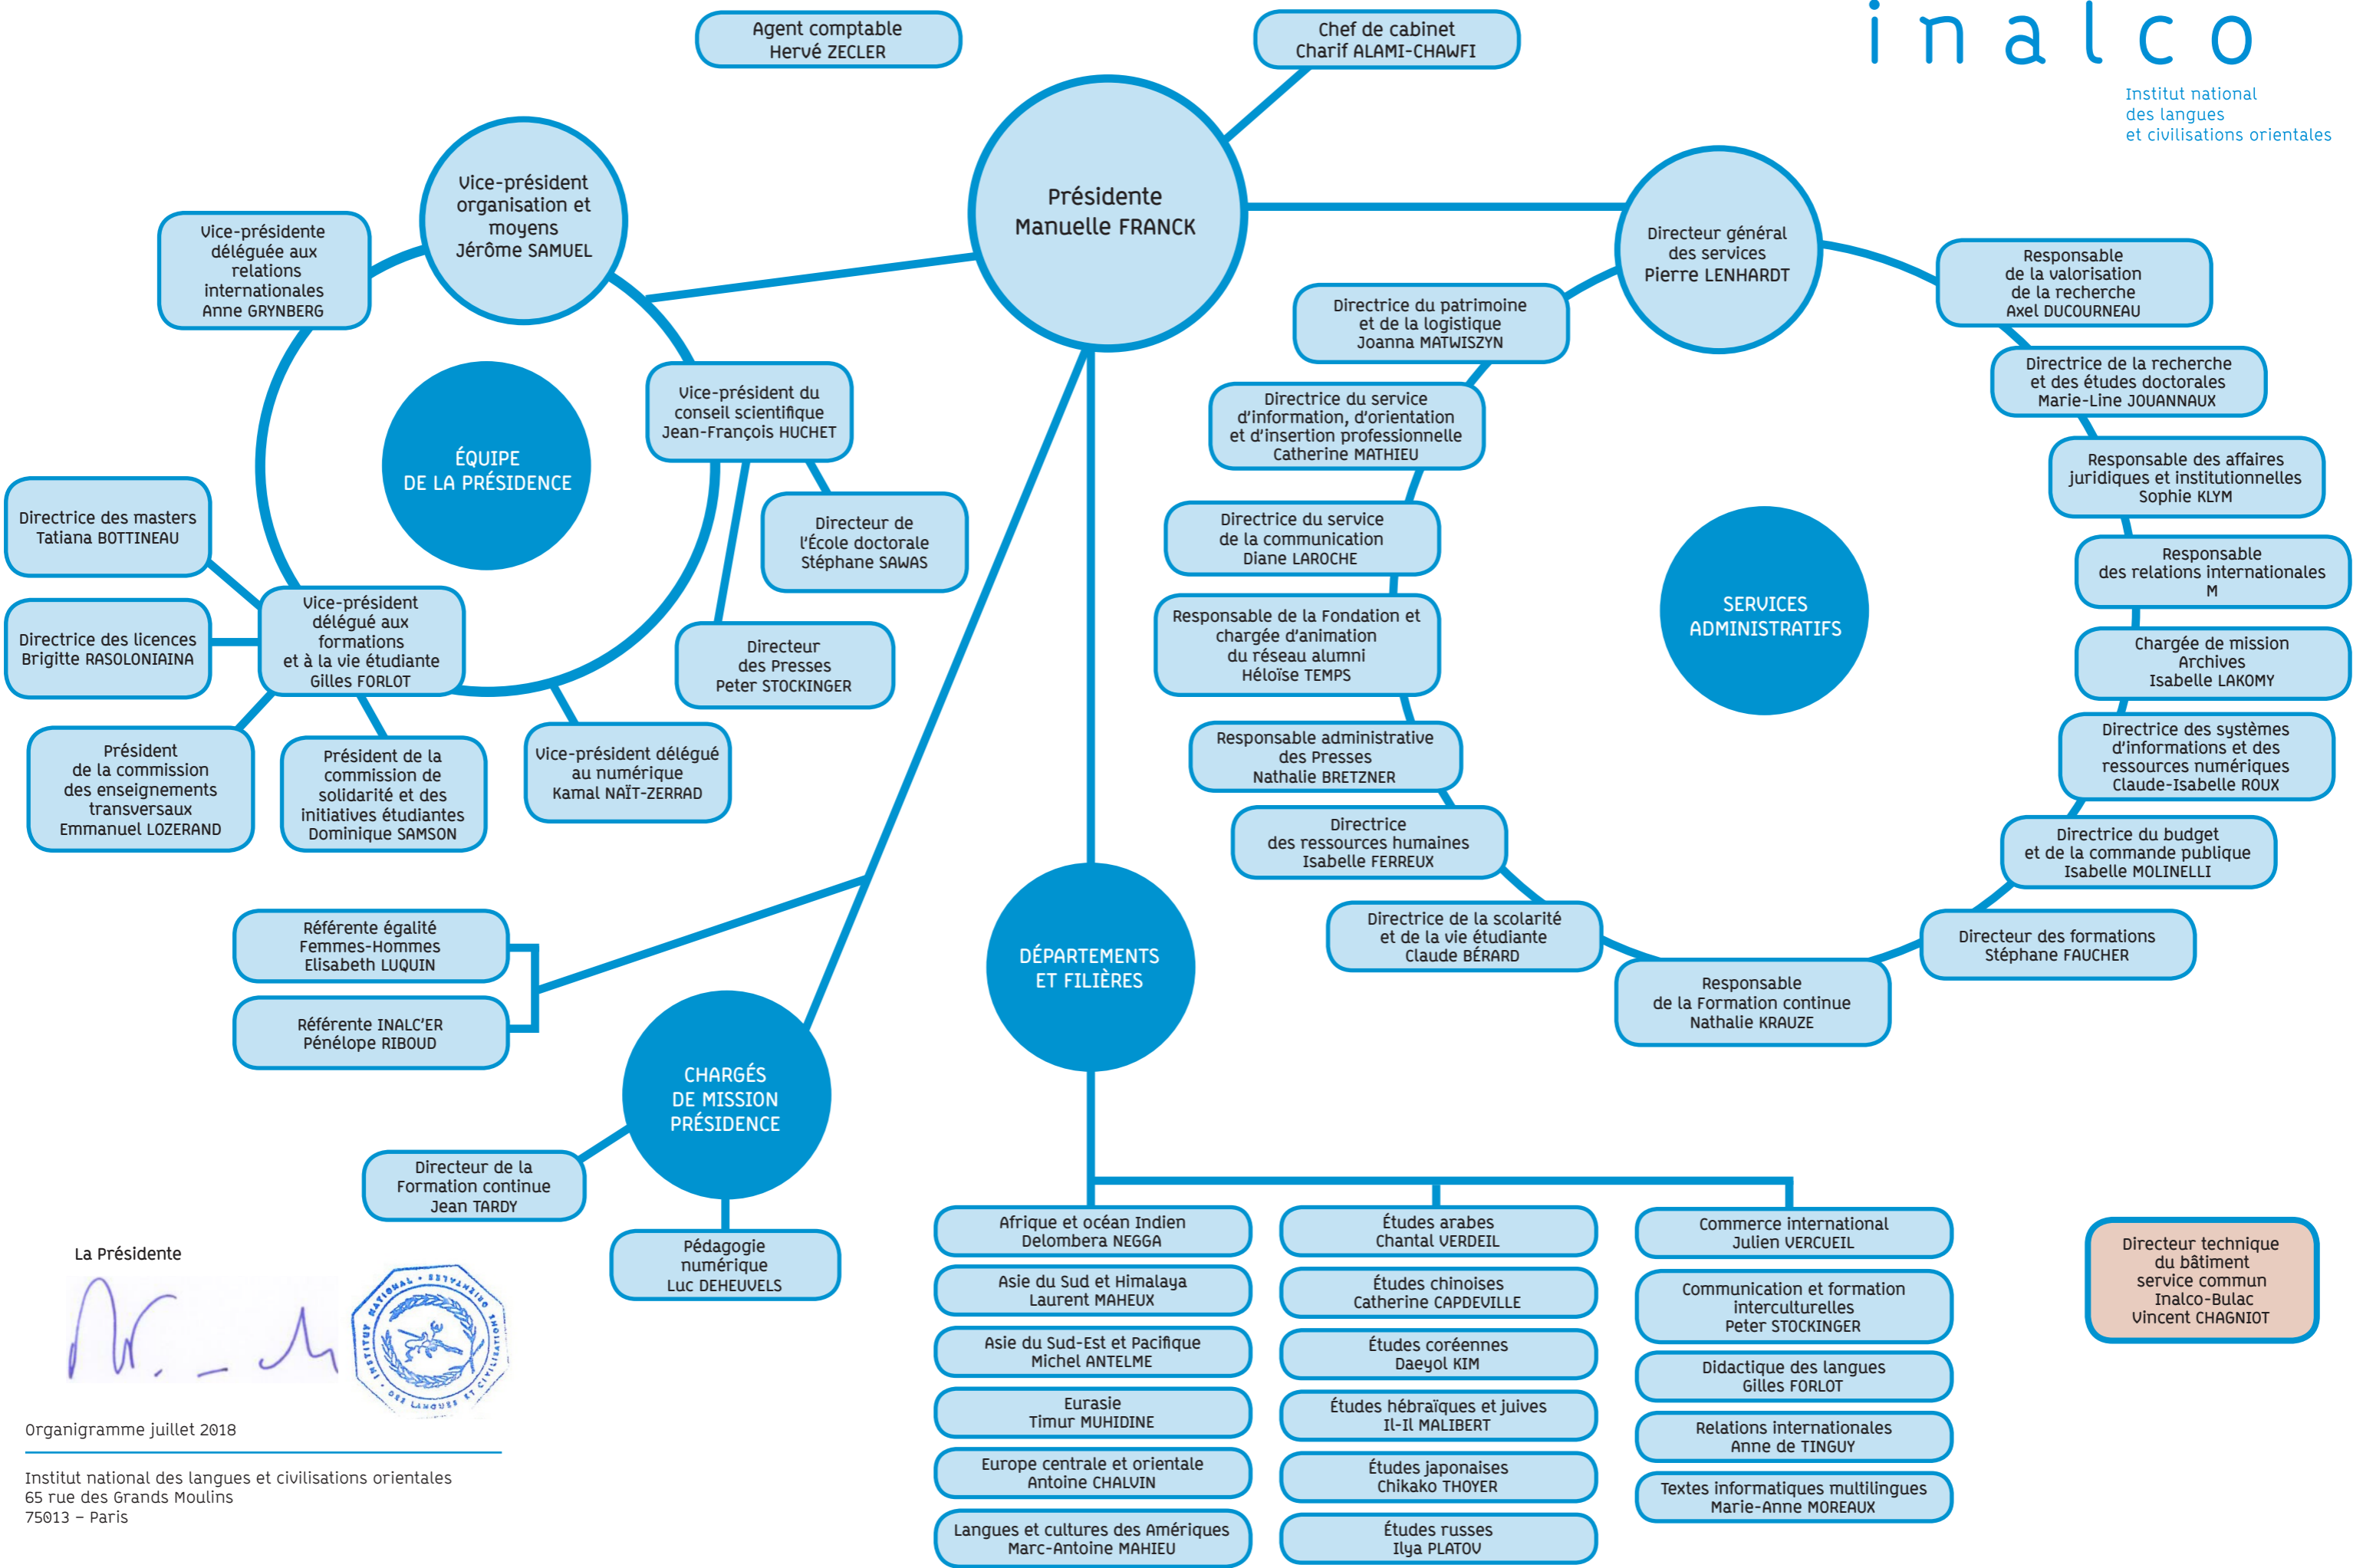 Agent comptable
Hervé ZECLER
Chef de cabinet
Charif ALAMI-CHAWFI
inalco
Institut national
des langues
et civilisations orientales
Présidente
Manuelle FRANCK
Vice-président
organisation et
moyens
Jérôme SAMUEL
Vice-présidente
déléguée aux
relations
internationales
Anne GRYNBERG
ÉQUIPE
DE LA PRÉSIDENCE
Vice-président du
conseil scientifique
Jean-François HUCHET
Directeur de
l'École doctorale
Stéphane SAWAS
Directeur
des Presses
Peter STOCKINGER
Directrice des masters
Tatiana BOTTINEAU
Directrice des licences
Brigitte RASOLONIAINA
Vice-président
délégué aux
formations
et à la vie étudiante
Gilles FORLOT
Président
de la commission
des enseignements
transversaux
Emmanuel LOZERAND
Président de la
commission de
solidarité et des
initiatives étudiantes
Dominique SAMSON
Vice-président délégué
au numérique
Kamal NAÏT-ZERRAD
Directeur général
des services
Pierre LENHARDT
Directrice du patrimoine
et de la logistique
Joanna MATWISZYN
Directrice du service
d'information, d'orientation
et d'insertion professionnelle
Catherine MATHIEU
Directrice du service
de la communication
Diane LAROCHE
Responsable de la Fondation et
chargée d'animation
du réseau alumni
Héloïse TEMPS
Responsable administrative
des Presses
Nathalie BRETZNER
Directrice
des ressources humaines
Isabelle FERREUX
Directrice de la scolarité
et de la vie étudiante
Claude BÉRARD
Responsable
de la Formation continue
Nathalie KRAUZE
SERVICES
ADMINISTRATIFS
Responsable
de la valorisation
de la recherche
Axel DUCOURNEAU
Directrice de la recherche
et des études doctorales
Marie-Line JOUANNAUX
Responsable des affaires
juridiques et institutionnelles
Sophie KLYM
Responsable
des relations internationales
M
Chargée de mission
Archives
Isabelle LAKOMY
Directrice des systèmes
d'informations et des
ressources numériques
Claude-Isabelle ROUX
Directrice du budget
et de la commande publique
Isabelle MOLINELLI
Directeur des formations
Stéphane FAUCHER
Référente égalité
Femmes-Hommes
Elisabeth LUQUIN
Référente INALC'ER
Pénélope RIBOUD
CHARGÉS
DE MISSION
PRÉSIDENCE
Directeur de la
Formation continue
Jean TARDY
Pédagogie
numérique
Luc DEHEUVELS
DÉPARTEMENTS
ET FILIÈRES
Afrique et océan Indien
Delombera NEGGA
Asie du Sud et Himalaya
Laurent MAHEUX
Asie du Sud-Est et Pacifique
Michel ANTELME
Eurasie
Timur MUHIDINE
Europe centrale et orientale
Antoine CHALVIN
Langues et cultures des Amériques
Marc-Antoine MAHIEU
Études arabes
Chantal VERDEIL
Études chinoises
Catherine CAPDEVILLE
Études coréennes
Daeyol KIM
Études hébraïques et juives
Il-Il MALIBERT
Études japonaises
Chikako THOYER
Études russes
Ilya PLATOV
Commerce international
Julien VERCUEIL
Communication et formation
interculturelles
Peter STOCKINGER
Didactique des langues
Gilles FORLOT
Relations internationales
Anne de TINGUY
Textes informatiques multilingues
Marie-Anne MOREAUX
Directeur technique
du bâtiment
service commun
Inalco-Bulac
Vincent CHAGNIOT
La Présidente
INSTITUT NATIONAL • DES LANGUES ET CIVILISATIONS ORIENTALES •
Organigramme juillet 2018
Institut national des langues et civilisations orientales
65 rue des Grands Moulins
75013 – Paris